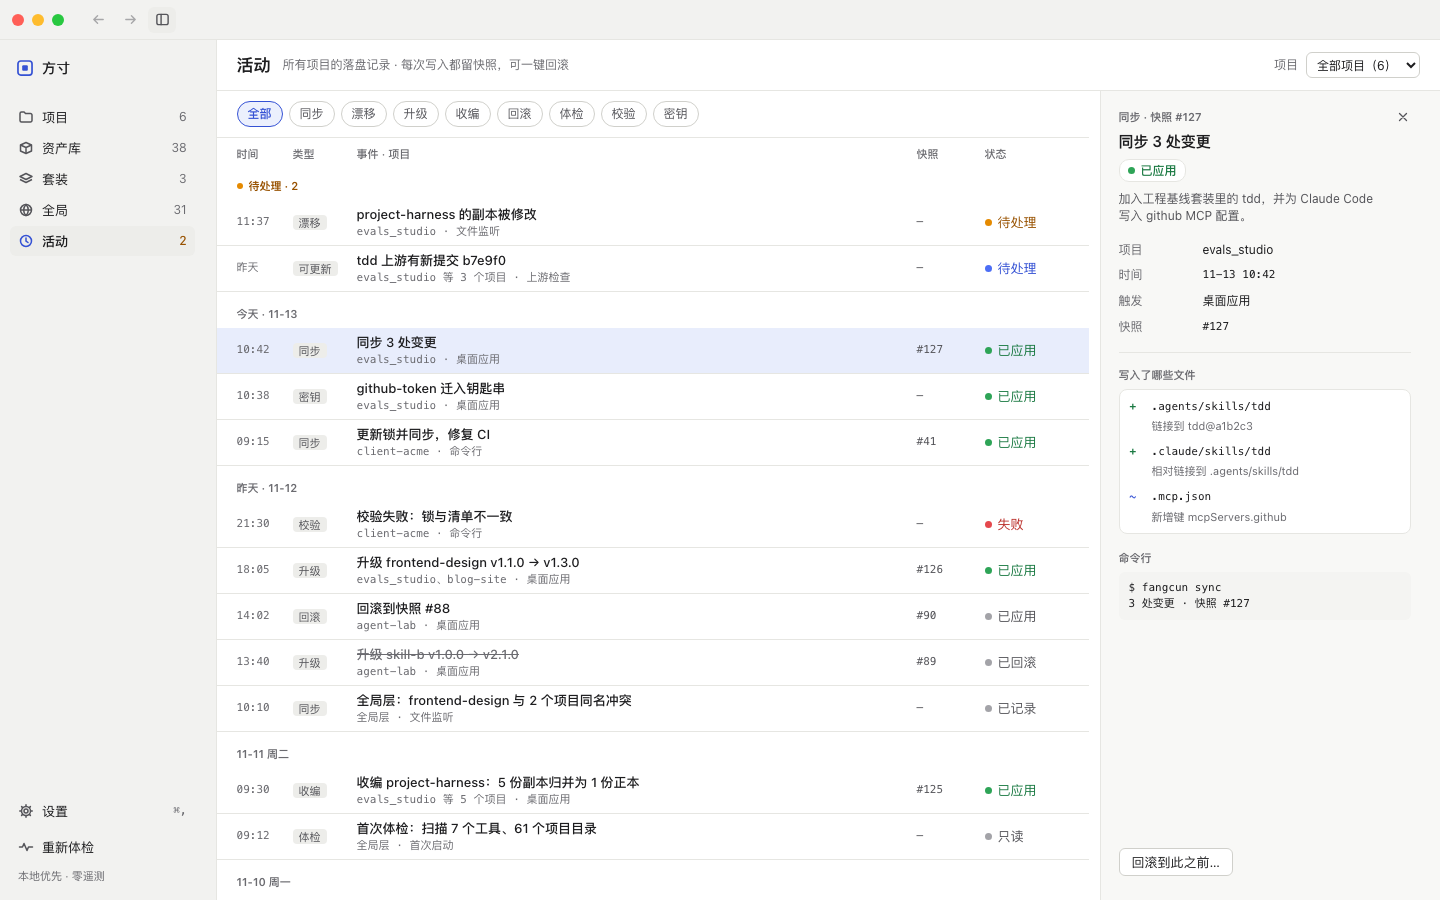 方寸
项目 6
资产库 38
套装 3
全局 31
活动 2
设置 ⌘,
重新体检
本地优先 · 零遥测
活动 所有项目的落盘记录 · 每次写入都留快照，可一键回滚
项目 全部项目（6）
全部 同步 漂移 升级 收编 回滚 体检 校验 密钥
时间 类型 事件 · 项目 快照 状态
待处理 · 2
11:37 漂移 project-harness 的副本被修改 — 待处理
evals_studio · 文件监听
昨天 可更新 tdd 上游有新提交 b7e9f0 — 待处理
evals_studio 等 3 个项目 · 上游检查
今天 · 11-13
10:42 同步 同步 3 处变更 #127 已应用
evals_studio · 桌面应用
10:38 密钥 github-token 迁入钥匙串 — 已应用
evals_studio · 桌面应用
09:15 同步 更新锁并同步，修复 CI #41 已应用
client-acme · 命令行
昨天 · 11-12
21:30 校验 校验失败：锁与清单不一致 — 失败
client-acme · 命令行
18:05 升级 升级 frontend-design v1.1.0 → v1.3.0 #126 已应用
evals_studio、blog-site · 桌面应用
14:02 回滚 回滚到快照 #88 #90 已应用
agent-lab · 桌面应用
13:40 升级 升级 skill-b v1.0.0 → v2.1.0 #89 已回滚
agent-lab · 桌面应用
10:10 同步 全局层：frontend-design 与 2 个项目同名冲突 — 已记录
全局层 · 文件监听
11-11 周二
09:30 收编 收编 project-harness：5 份副本归并为 1 份正本 #125 已应用
evals_studio 等 5 个项目 · 桌面应用
09:12 体检 首次体检：扫描 7 个工具、61 个项目目录 — 只读
全局层 · 首次启动
11-10 周一
同步 · 快照 #127
同步 3 处变更
已应用
加入工程基线套装里的 tdd，并为 Claude Code
写入 github MCP 配置。
项目 evals_studio
时间 11-13 10:42
触发 桌面应用
快照 #127
写入了哪些文件
+ .agents/skills/tdd
链接到 tdd@a1b2c3
+ .claude/skills/tdd
相对链接到 .agents/skills/tdd
~ .mcp.json
新增键 mcpServers.github
命令行
$ fangcun sync
3 处变更 · 快照 #127
回滚到此之前...